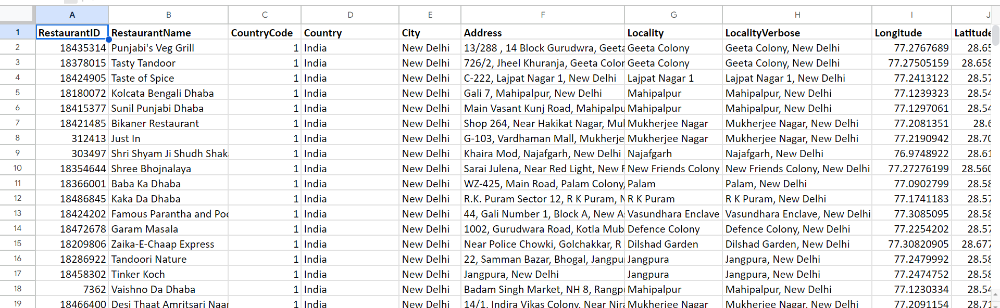 A B C D E F G H I J
1 RestaurantID RestaurantName CountryCode Country City Address Locality LocalityVerbose Longitude Latitude
2 18435314 Punjabi's Veg Grill 1 India New Delhi 13/288 , 14 Block Gurudwra, Geeta Geeta Colony Geeta Colony, New Delhi 77.2767689 28.65
3 18378015 Tasty Tandoor 1 India New Delhi 726/2, Jheel Khuranja, Geeta Color Geeta Colony Geeta Colony, New Delhi 77.27505159 28.658
4 18424905 Taste of Spice 1 India New Delhi C-222, Lajpat Nagar 1, New Delhi Lajpat Nagar 1 Lajpat Nagar 1, New Delhi 77.2413122 28.57
5 18180072 Kolcata Bengali Dhaba 1 India New Delhi Gali 7, Mahipalpur, New Delhi Mahipalpur Mahipalpur, New Delhi 77.1239323 28.54
6 18415377 Sunil Punjabi Dhaba 1 India New Delhi Main Vasant Kunj Road, Mahipalpu Mahipalpur Mahipalpur, New Delhi 77.1297061 28.54
7 18421485 Bikaner Restaurant 1 India New Delhi Shop 264, Near Hakikat Nagar, Muk Mukherjee Nagar Mukherjee Nagar, New Delhi 77.2081351 28.6
8 312413 Just In 1 India New Delhi G-103, Vardhaman Mall, Mukherje Mukherjee Nagar Mukherjee Nagar, New Delhi 77.2190942 28.70
9 303497 Shri Shyam Ji Shudh Shak 1 India New Delhi Khaira Mod, Najafgarh, New Delhi Najafgarh Najafgarh, New Delhi 76.9748922 28.61
10 18354644 Shree Bhojnalaya 1 India New Delhi Sarai Julena, Near Red Light, New F New Friends Colony New Friends Colony, New Delhi 77.27276199 28.560
11 18366001 Baba Ka Dhaba 1 India New Delhi WZ-425, Main Road, Palam Colony, Palam Palam, New Delhi 77.0902799 28.58
12 18486845 Kaka Da Dhaba 1 India New Delhi R.K. Puram Sector 12, R K Puram, N R K Puram R K Puram, New Delhi 77.1741183 28.57
13 18424202 Famous Parantha and Poo 1 India New Delhi 44, Gali Number 1, Block A, New As Vasundhara Enclave Vasundhara Enclave, New Delhi 77.3085095 28.58
14 18472678 Garam Masala 1 India New Delhi 1002, Gurudwara Road, Kotla Mub Defence Colony Defence Colony, New Delhi 77.2254202 28.57
15 18209806 Zaika-E-Chaap Express 1 India New Delhi Near Police Chowki, Golchakkar, R Dilshad Garden Dilshad Garden, New Delhi 77.30820905 28.677
16 18286922 Tandoori Nature 1 India New Delhi 22, Samman Bazar, Bhogal, Jangpu Jangpura Jangpura, New Delhi 77.2479992 28.58
17 18458302 Tinker Koch 1 India New Delhi Jangpura, New Delhi Jangpura Jangpura, New Delhi 77.2474752 28.58
18 7362 Vaishno Da Dhaba 1 India New Delhi Badam Singh Market, NH 8, Rangp Mahipalpur Mahipalpur, New Delhi 77.1230334 28.54
19 18466400 Desi Thaat Amritsari Naan 1 India New Delhi 14/1, Indira Vikas Colony, Near Nira Mukherjee Nagar Mukherjee Nagar, New Delhi 77.2091154 28.71